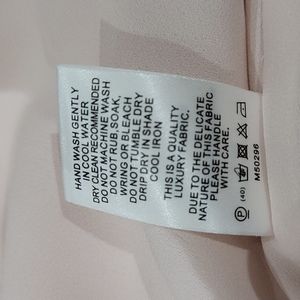 HAND WASH GENTLY
IN COOL WATER
DRY CLEAN RECOMMENDED
DO NOT MACHINE WASH
DO NOT RUB, SOAK,
WRING OR BLEACH
DO NOT TUMBLE DRY
DRIP DRY IN SHADE
COOL IRON
THIS IS A QUALITY
LUXURY FABRIC.
DUE TO THE DELICATE
NATURE OF THIS FABRIC
PLEASE HANDLE
WITH CARE.
P (40)
M50296